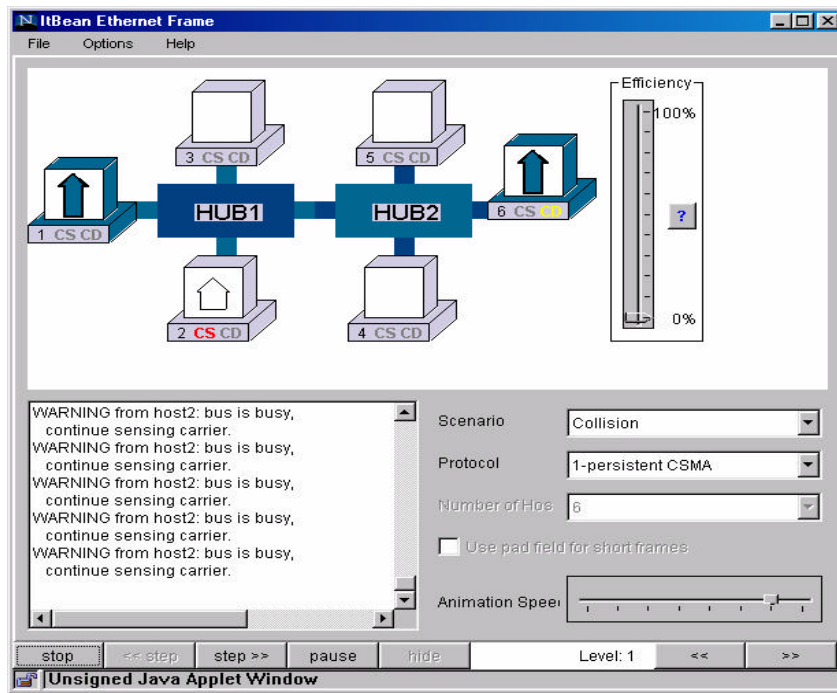 ItBean Ethernet Frame
File Options Help
Efficiency
100%
?
0%
3 CS CD
5 CS CD
1 CS CD
HUB1
HUB2
6 CS CD
2 CS CD
4 CS CD
WARNING from host2: bus is busy,
continue sensing carrier.
WARNING from host2: bus is busy,
continue sensing carrier.
WARNING from host2: bus is busy,
continue sensing carrier.
WARNING from host2: bus is busy,
continue sensing carrier.
WARNING from host2: bus is busy,
continue sensing carrier.
Scenario Collision
Protocol 1-persistent CSMA
Number of Hos 6
Use pad field for short frames
Animation Spee
stop << step step >> pause hide Level: 1 << >>
Unsigned Java Applet Window